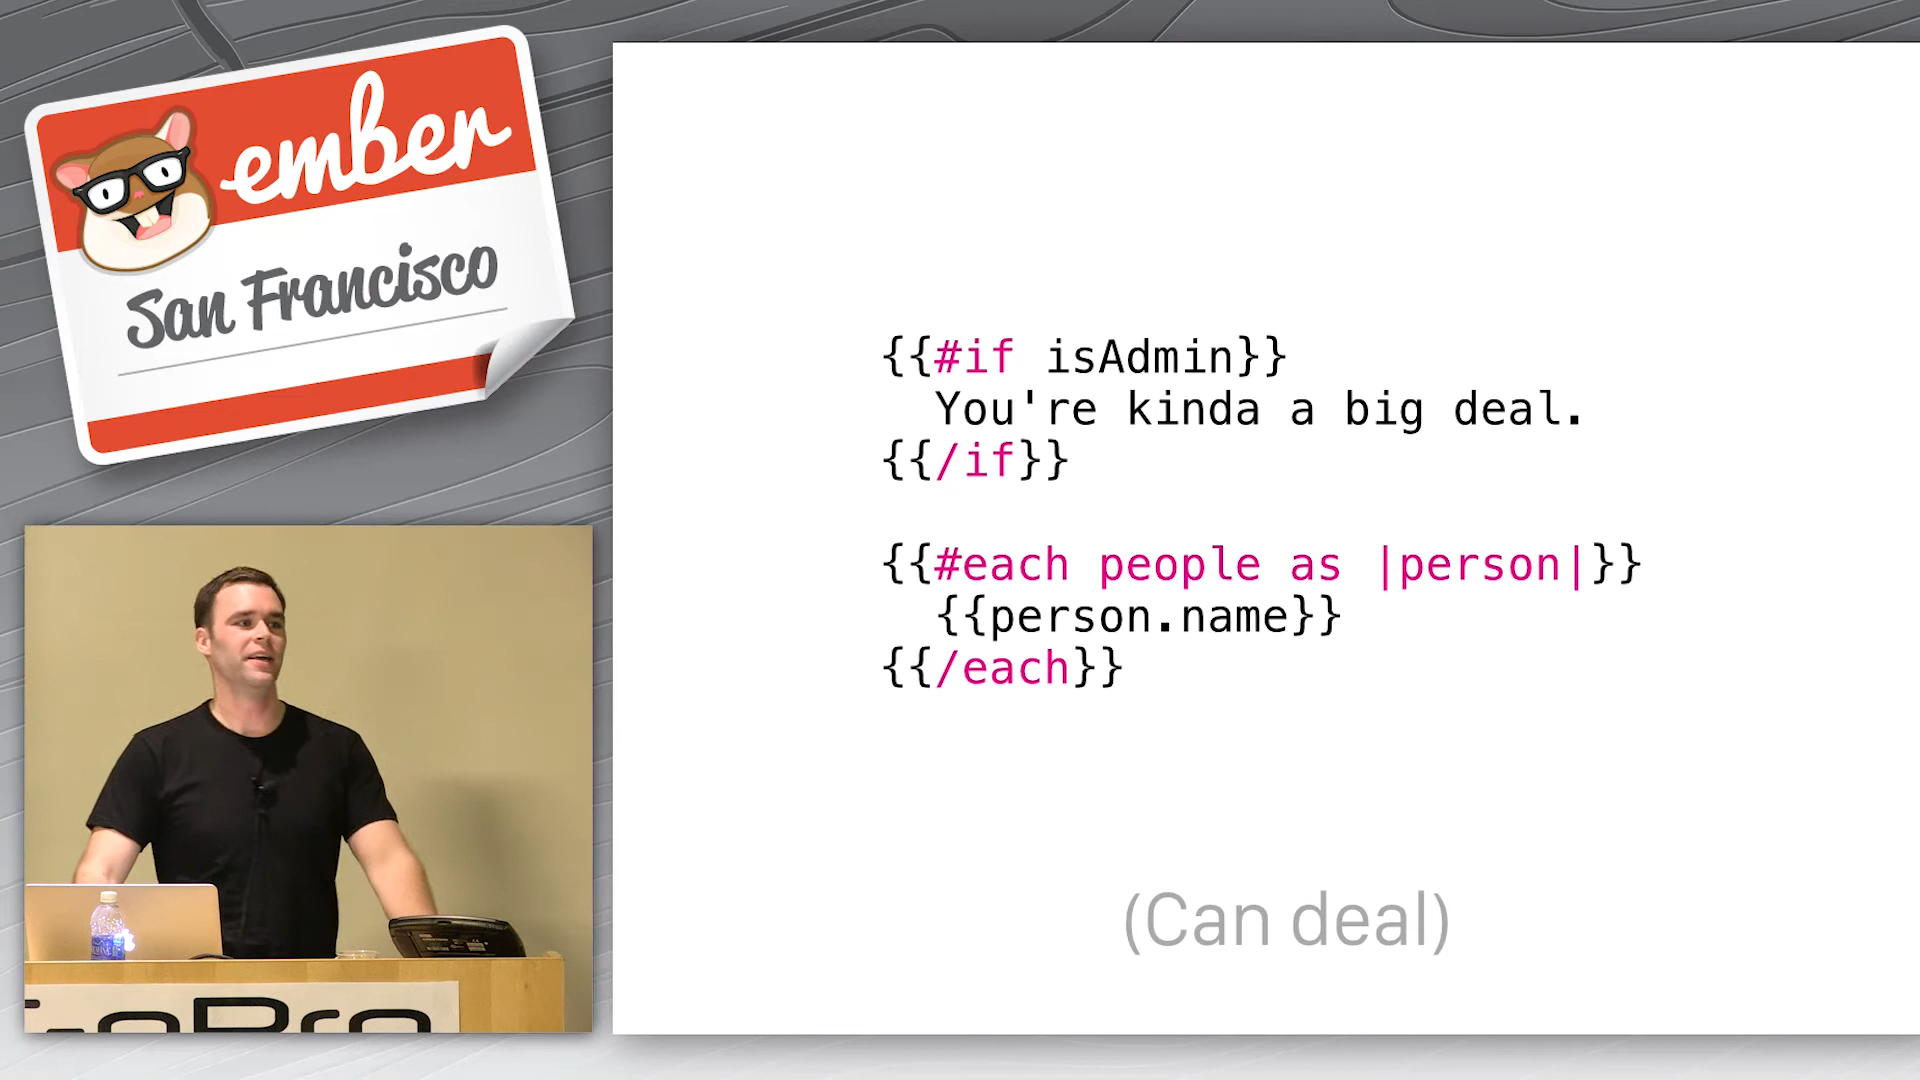 ember
San Francisco
{{#if isAdmin}}
  You're kinda a big deal.
{{/if}}
{{#each people as |person|}}
  {{person.name}}
{{/each}}
(Can deal)
GoPro